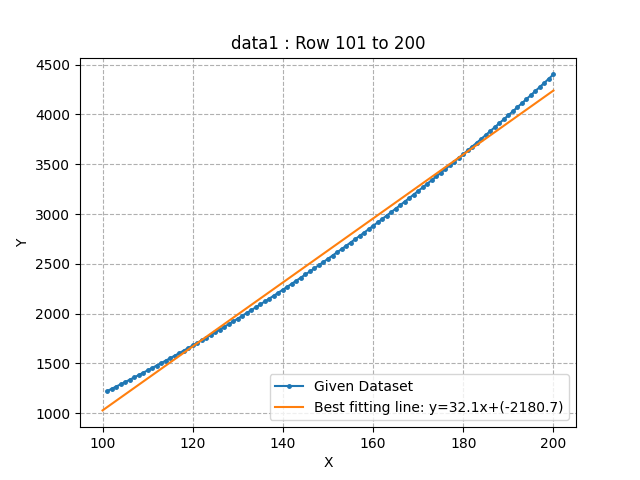 data1 : Row 101 to 200
4500
4000
3500
3000
2500
2000
1500
1000
Y
Given Dataset
Best fitting line: y=32.1x+(-2180.7)
100 120 140 160 180 200
X